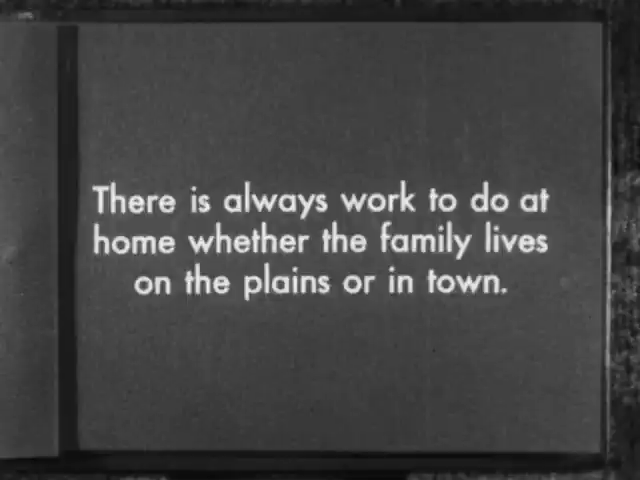 There is always work to do at
home whether the family lives
on the plains or in town.